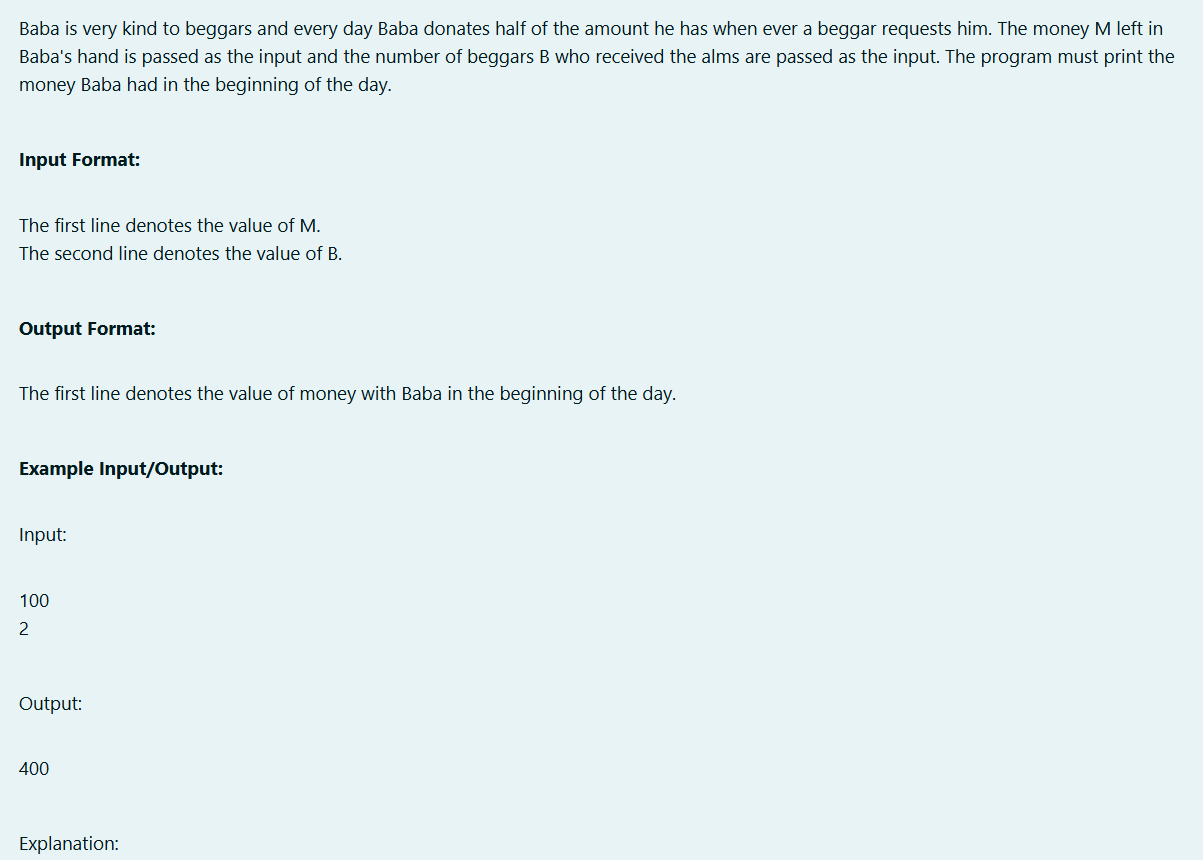 Baba is very kind to beggars and every day Baba donates half of the amount he has when ever a beggar requests him. The money M left in
Baba's hand is passed as the input and the number of beggars B who received the alms are passed as the input. The program must print the
money Baba had in the beginning of the day.
Input Format:
The first line denotes the value of M.
The second line denotes the value of B.
Output Format:
The first line denotes the value of money with Baba in the beginning of the day.
Example Input/Output:
Input:
100
2
Output:
400
Explanation: